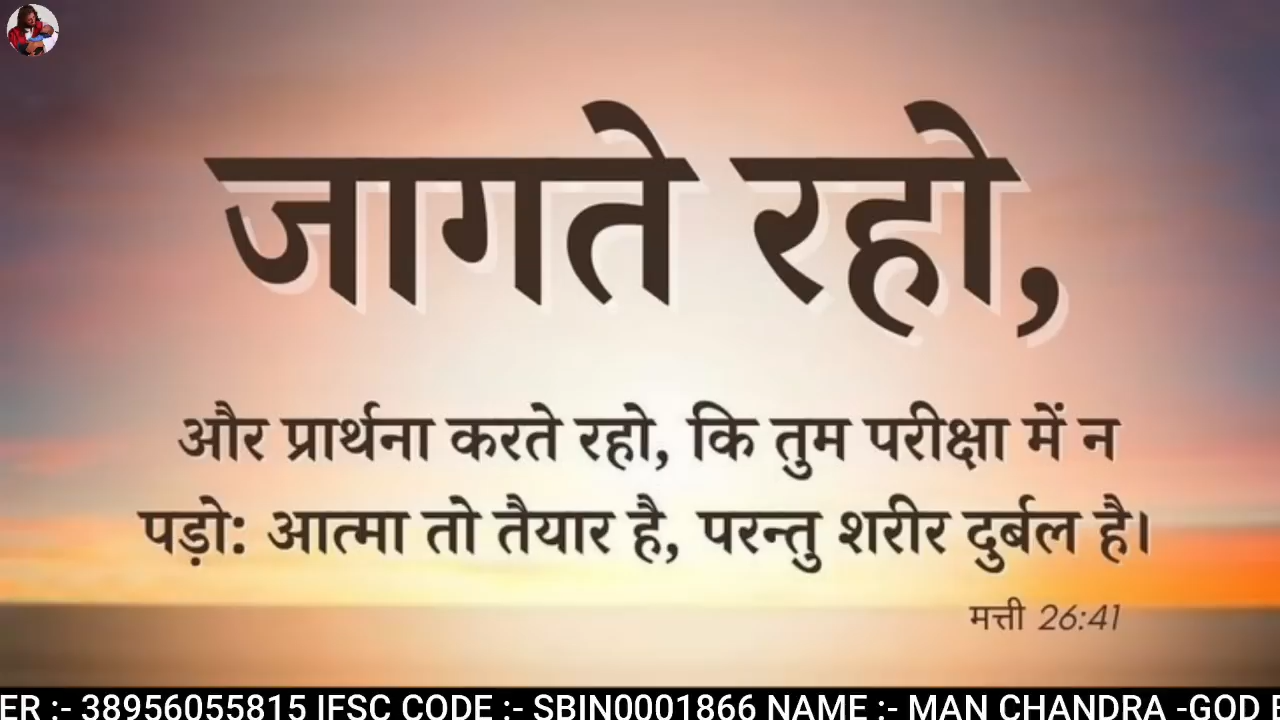 जागते रहो,
और प्रार्थना करते रहो, कि तुम परीक्षा में न
पड़ो: आत्मा तो तैयार है, परन्तु शरीर दुर्बल है।
मत्ती 26:41
ER :- 38956055815 IFSC CODE :- SBIN0001866 NAME :- MAN CHANDRA -GOD